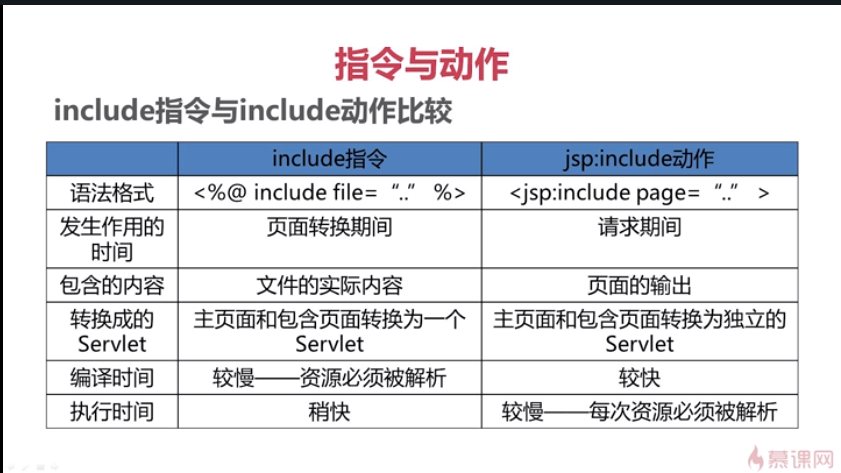 指令与动作
include指令与include动作比较
include指令 jsp:include动作
语法格式 <%@ include file=“..” %> <jsp:include page=“..” >
发生作用的时间 页面转换期间 请求期间
包含的内容 文件的实际内容 页面的输出
转换成的Servlet 主页面和包含页面转换为一个Servlet 主页面和包含页面转换为独立的Servlet
编译时间 较慢——资源必须被解析 较快
执行时间 稍快 较慢——每次资源必须被解析
慕课网